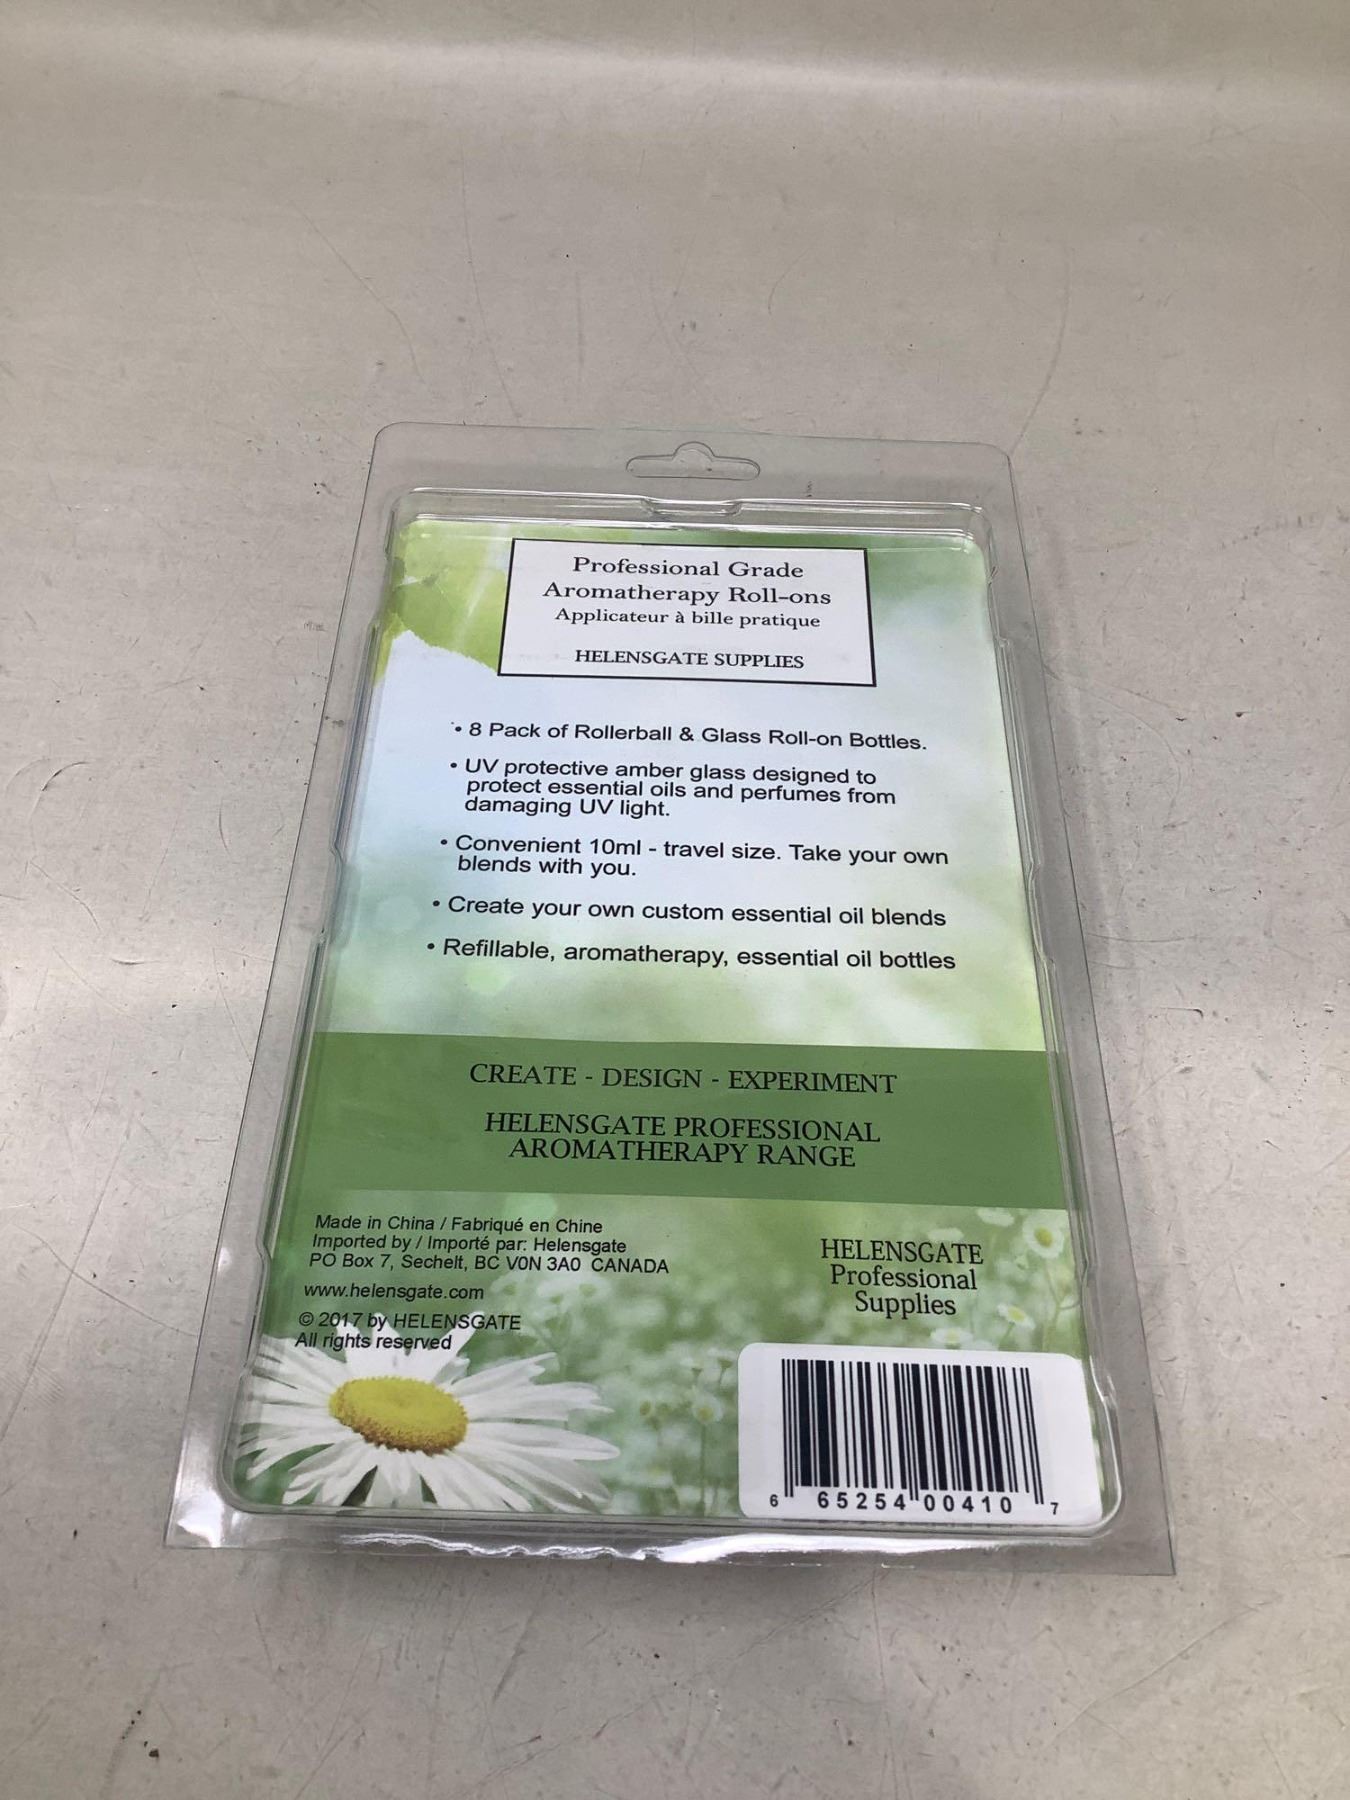 Professional Grade
Aromatherapy Roll-ons
Applicateur à bille pratique
HELENSGATE SUPPLIES
• 8 Pack of Rollerball & Glass Roll-on Bottles.
• UV protective amber glass designed to
protect essential oils and perfumes from
damaging UV light.
• Convenient 10ml - travel size. Take your own
blends with you.
• Create your own custom essential oil blends
• Refillable, aromatherapy, essential oil bottles
CREATE - DESIGN - EXPERIMENT
HELENSGATE PROFESSIONAL
AROMATHERAPY RANGE
Made in China / Fabriqué en Chine
Imported by / Importé par: Helensgate
PO Box 7, Sechelt, BC V0N 3A0 CANADA
www.helensgate.com
© 2017 by HELENSGATE
All rights reserved
HELENSGATE
Professional
Supplies
6 65254 00410 7